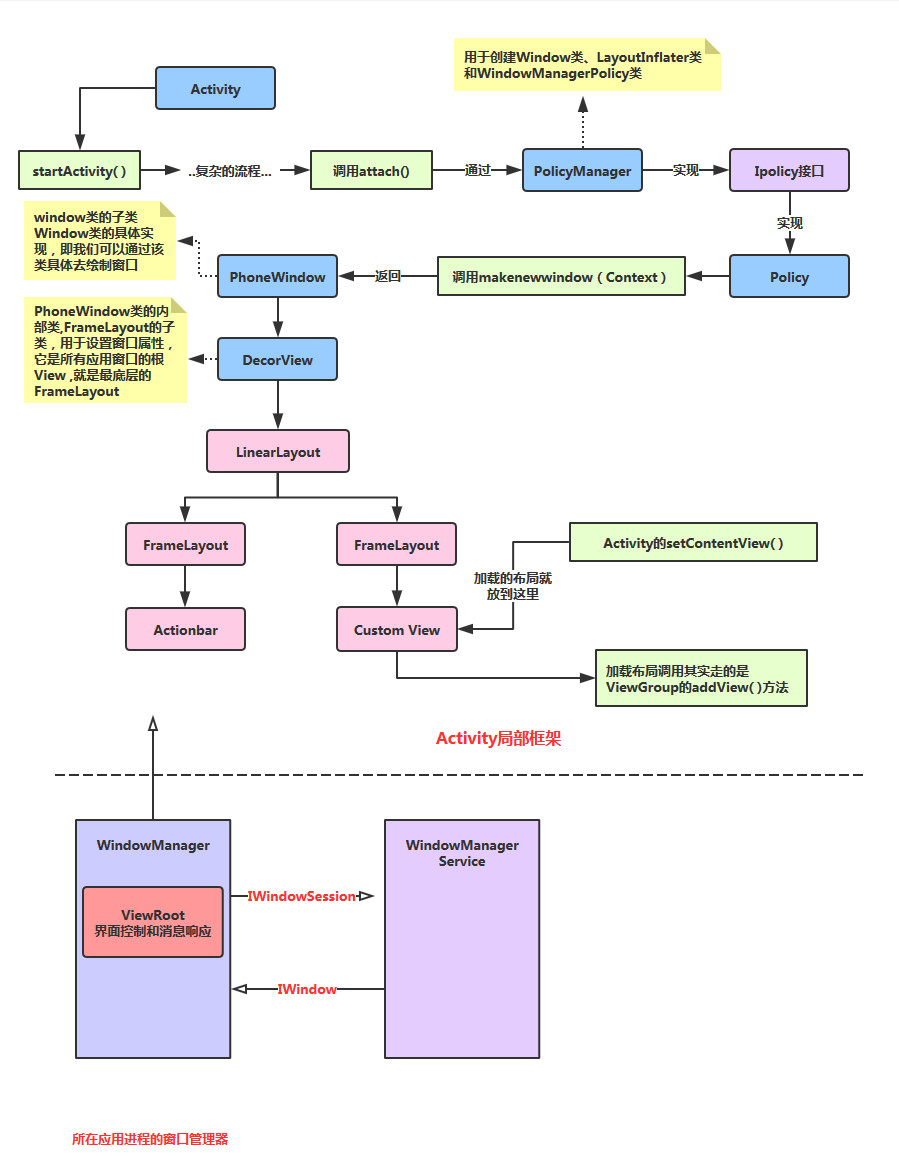 用于创建Window类、LayoutInflater类
和WindowManagerPolicy类
Activity
startActivity( )
..复杂的流程...
调用attach()
通过
PolicyManager
实现
Ipolicy接口
window类的子类
Window类的具体实
现，即我们可以通过该
类具体去绘制窗口
实现
PhoneWindow
返回
调用makenewwindow（Context）
Policy
PhoneWindow类的内
部类,FrameLayout的子
类，用于设置窗口属性，
它是所有应用窗口的根
View ,就是最底层的
FrameLayout
DecorView
LinearLayout
FrameLayout
FrameLayout
Activity的setContentView( )
加载的布局就
放到这里
Actionbar
Custom View
加载布局调用其实走的是
ViewGroup的addView( )方法
Activity局部框架
WindowManager
WindowManager
Service
IWindowSession
ViewRoot
界面控制和消息响应
IWindow
所在应用进程的窗口管理器